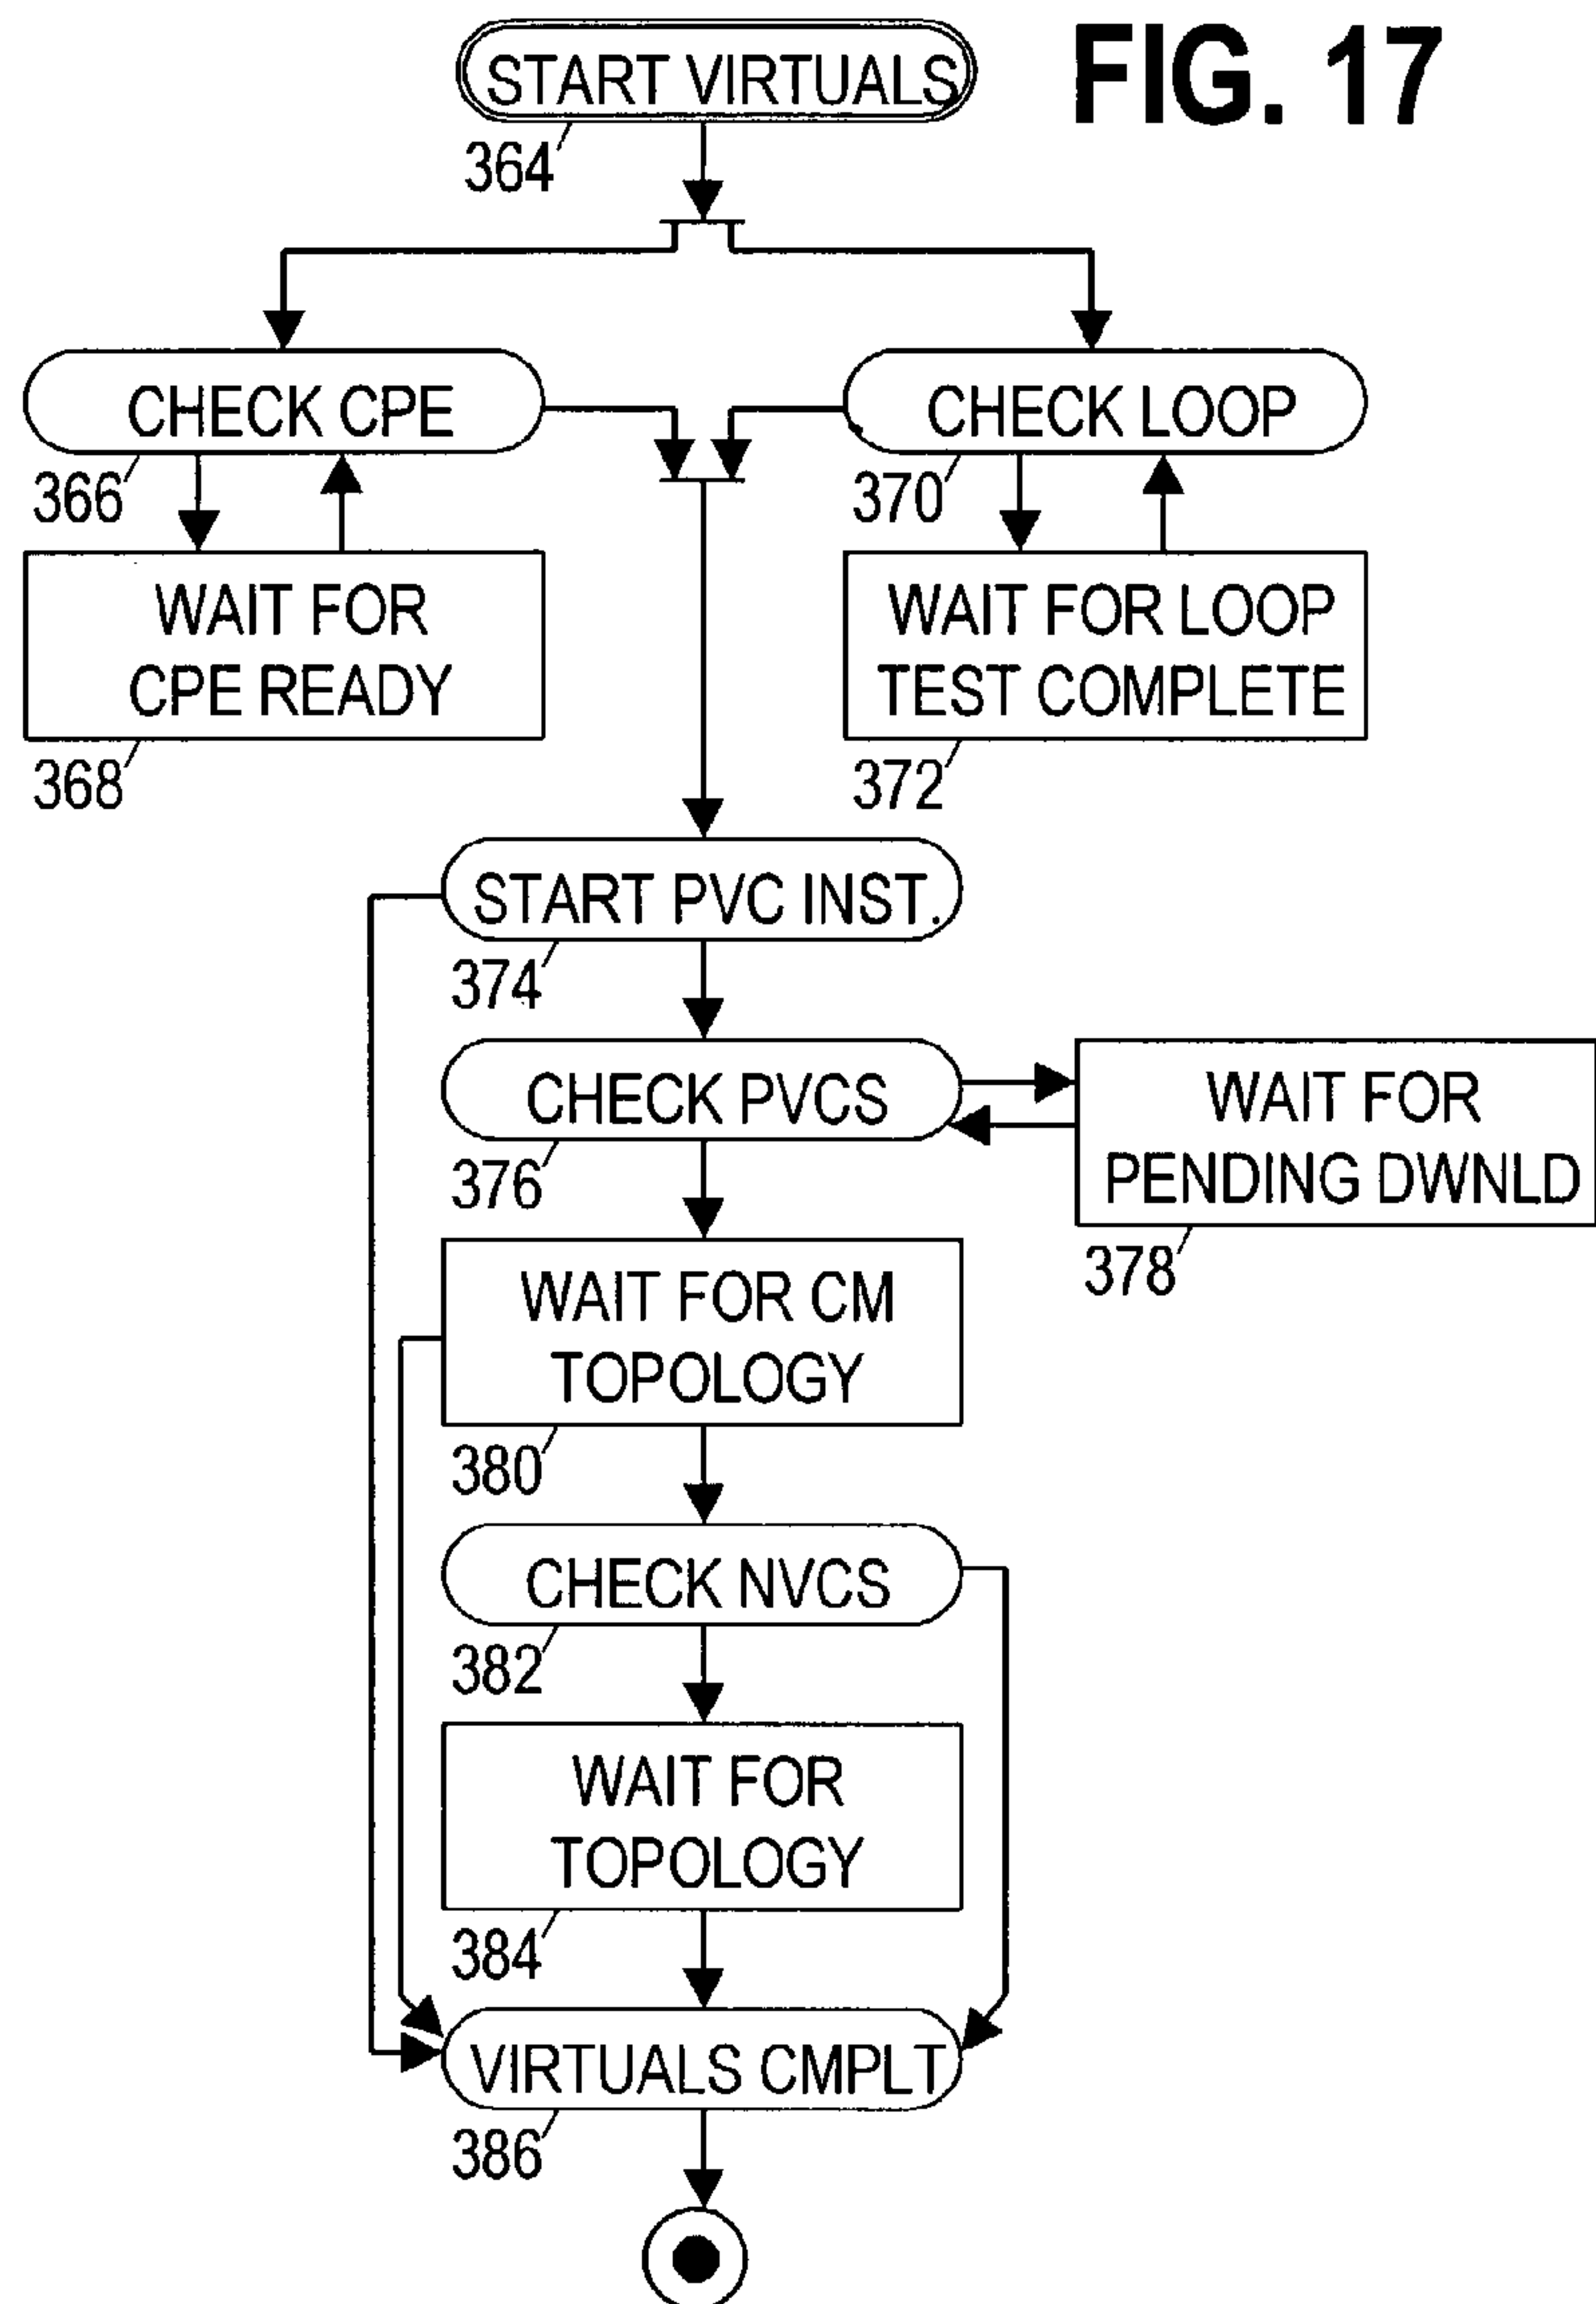 FIG. 17
START VIRTUALS
364
CHECK CPE
366
CHECK LOOP
370
WAIT FOR
CPE READY
368
WAIT FOR LOOP
TEST COMPLETE
372
START PVC INST.
374
CHECK PVCS
376
WAIT FOR
PENDING DWNLD
378
WAIT FOR CM
TOPOLOGY
380
CHECK NVCS
382
WAIT FOR
TOPOLOGY
384
VIRTUALS CMPLT
386